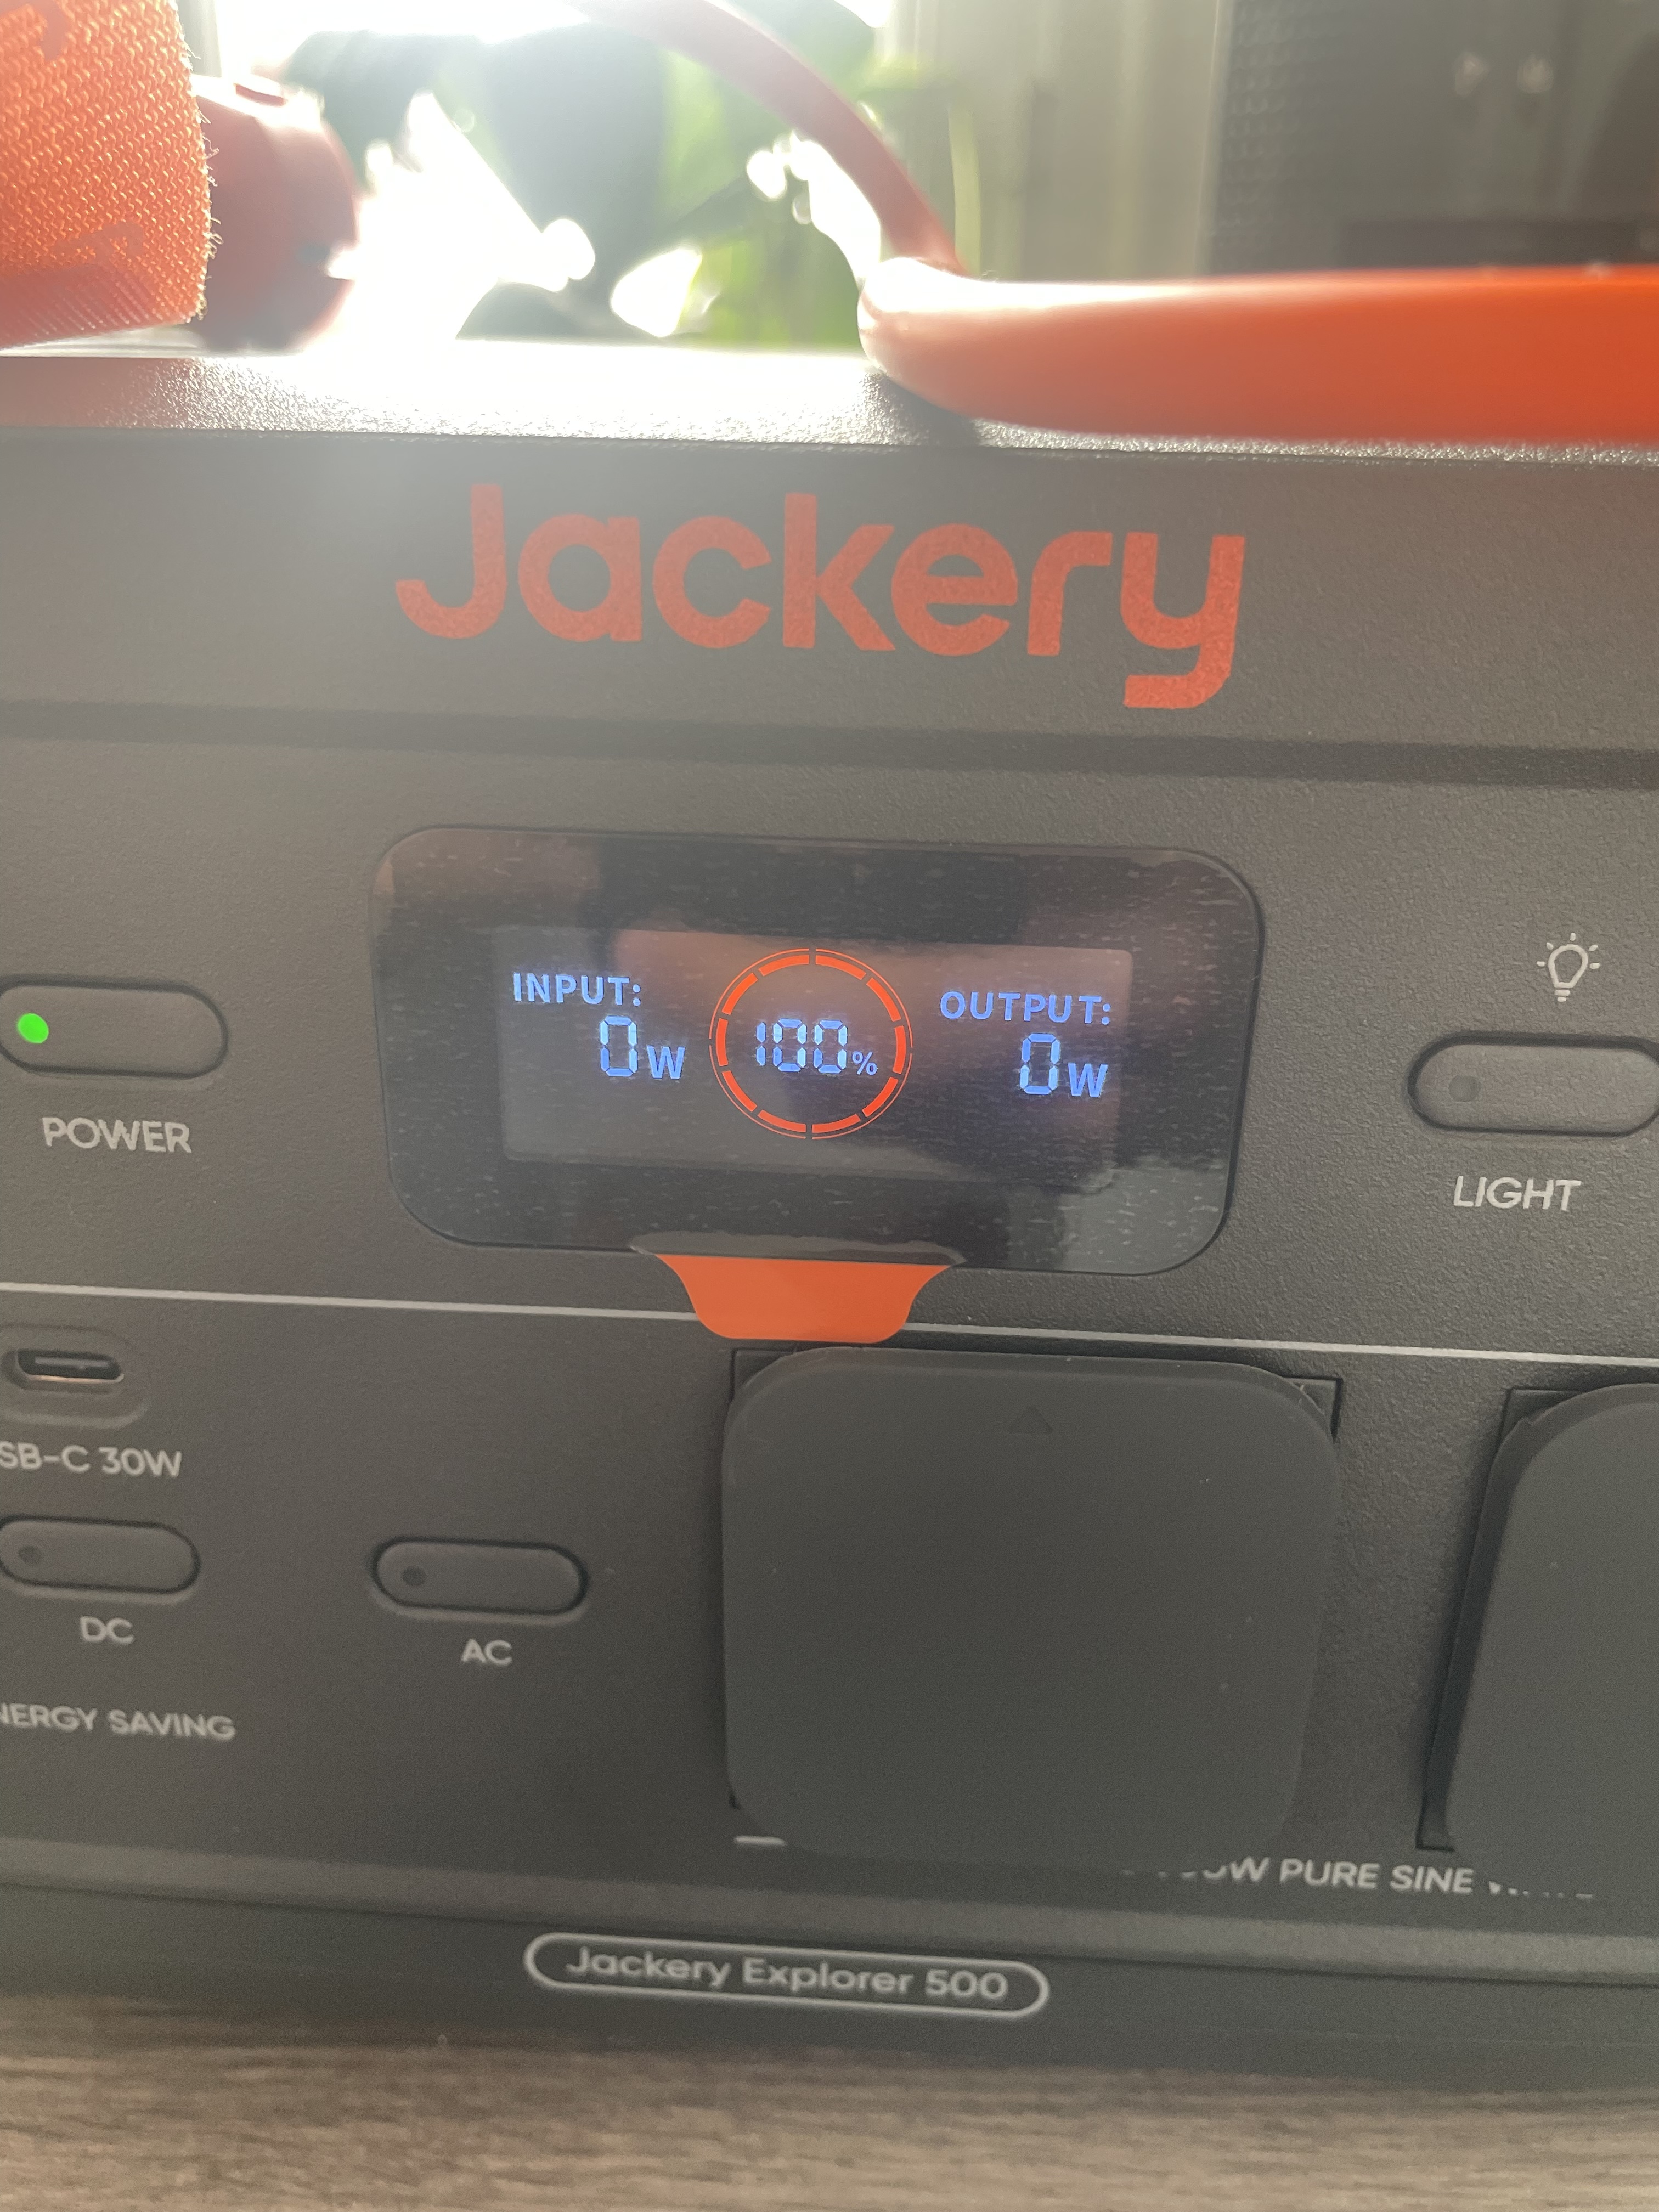 Jackery
INPUT:
0W
100%
OUTPUT:
0W
POWER
LIGHT
SB-C 30W
DC
AC
NERGY SAVING
PURE SINE
Jackery Explorer 500